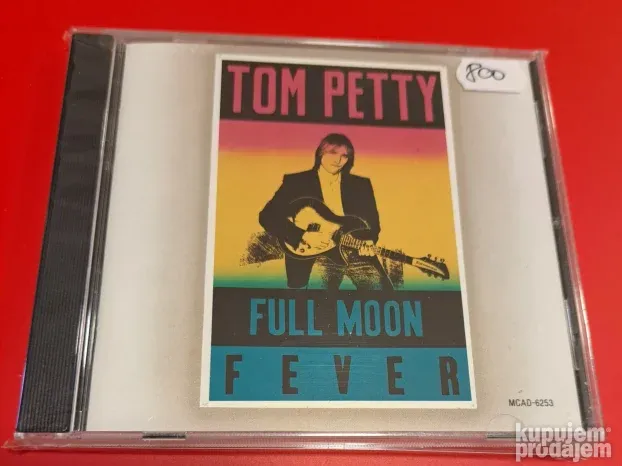 TOM PETTY
800
FULL MOON
FEVER
MCAD-6253
kupujem
prodajem